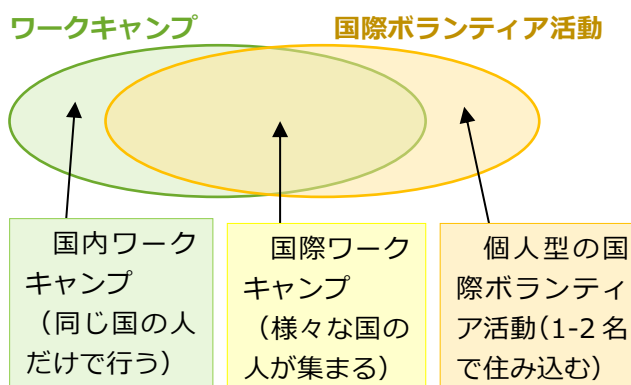 ワークキャンプ
国際ボランティア活動
国内ワーク
キャンプ
（同じ国の人
だけで行う）
国際ワーク
キャンプ
（様々な国の
人が集まる）
個人型の国
際ボランティ
ア活動（1-2名
で住み込む）